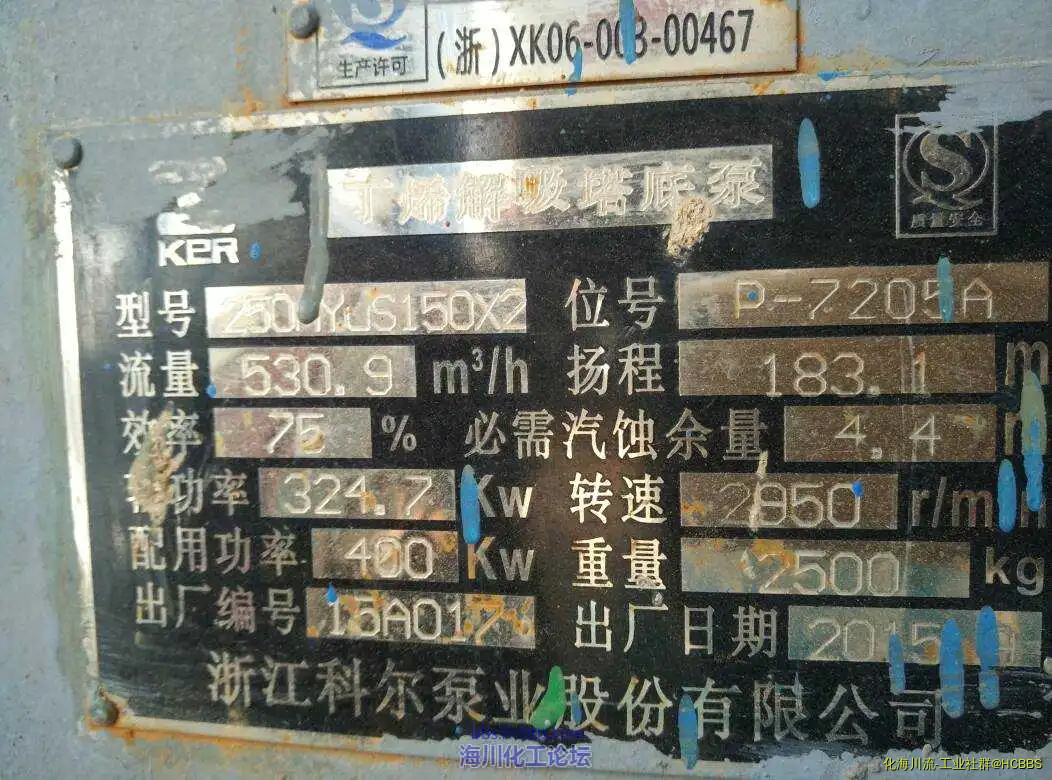 生产许可 (浙)XK06-003-00467
KER
丁烯解吸塔底泵
质量安全
型号 250AYJS150X2 位号 P-7205A
流量 530.9 m³/h 扬程 183.1 m
效率 75 % 必需汽蚀余量 4.4 m
功率 324.7 Kw 转速 2950 r/m
配用功率 400 Kw 重量 2500 kg
出厂编号 15A017 出厂日期 2015
浙江科尔泵业股份有限公司
海川化工论坛
化海川流-工业社群@HCBBS